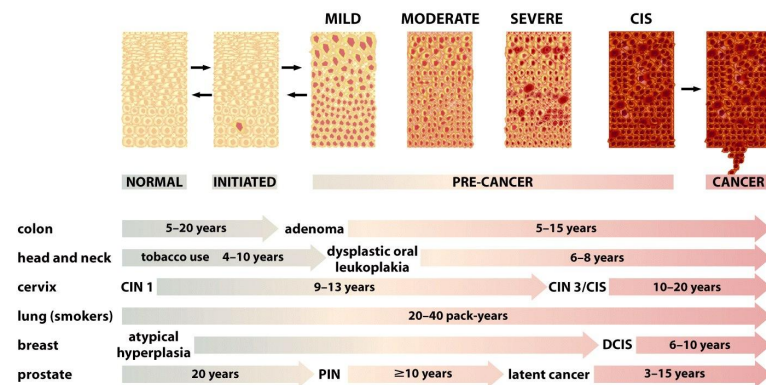 MILD MODERATE SEVERE CIS
NORMAL INITIATED PRE-CANCER CANCER
colon 5–20 years adenoma 5–15 years
head and neck tobacco use 4–10 years dysplastic oral leukoplakia 6–8 years
cervix CIN 1 9–13 years CIN 3/CIS 10–20 years
lung (smokers) 20–40 pack-years
breast atypical hyperplasia DCIS 6–10 years
prostate 20 years PIN ≥10 years latent cancer 3–15 years